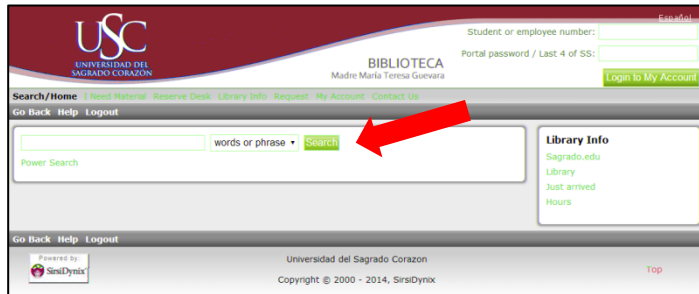 Español
USC
UNIVERSIDAD DEL
SAGRADO CORAZÓN
BIBLIOTECA
Madre María Teresa Guevara
Student or employee number:
Portal password / Last 4 of SS:
Login to My Account
Search/Home I Need Material Reserve Desk Library Info Request My Account Contact Us
Go Back Help Logout
words or phrase Search
Power Search
Library Info
Sagrado.edu
Library
Just arrived
Hours
Go Back Help Logout
Powered by:
SirsiDynix
Universidad del Sagrado Corazon
Copyright © 2000 - 2014, SirsiDynix
Top